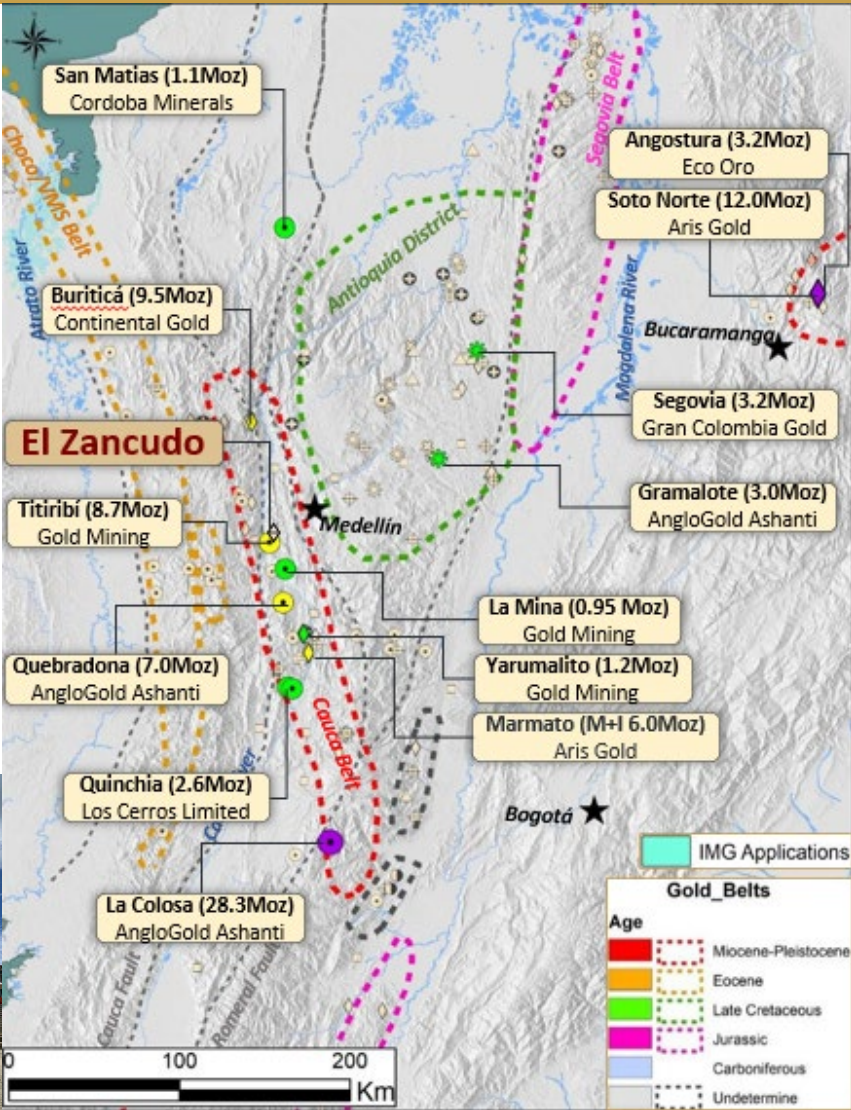 San Matias (1.1Moz)
Cordoba Minerals
Choco/VMS Belt
Segovia Belt
Angostura (3.2Moz)
Eco Oro
Soto Norte (12.0Moz)
Aris Gold
Antioquia District
Atrato River
Buriticá (9.5Moz)
Continental Gold
Magdalena River
Bucaramanga
El Zancudo
Segovia (3.2Moz)
Gran Colombia Gold
Titiribí (8.7Moz)
Gold Mining
Medellín
Gramalote (3.0Moz)
AngloGold Ashanti
La Mina (0.95 Moz)
Gold Mining
Quebradona (7.0Moz)
AngloGold Ashanti
Yarumalito (1.2Moz)
Gold Mining
Cauca Belt
Marmato (M+I 6.0Moz)
Aris Gold
Quinchia (2.6Moz)
Los Cerros Limited
Bogotá
La Colosa (28.3Moz)
AngloGold Ashanti
Cauca Fault
Romeral Fault
IMG Applications
Gold_Belts
Age
Miocene-Pleistocene
Eocene
Late Cretaceous
Jurassic
Carboniferous
Undetermine
0 100 200
Km